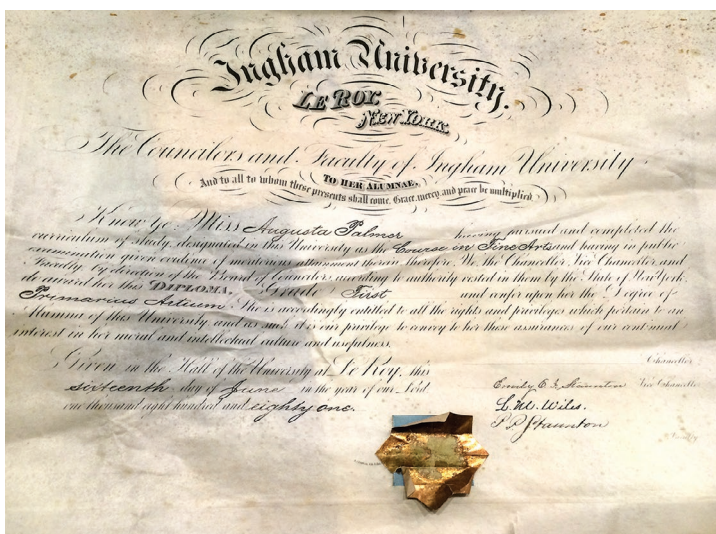 Ingham University.
LE ROY.
NEW YORK.
The Councilors and Faculty of Ingham University
TO HER ALUMNAE,
And to all to whom these presents shall come, Grace, mercy, and peace be multiplied
Know Ye: Miss Augusta Palmer having pursued and completed the
curriculum of study, designated in this University as the Course in Fine Arts and having in public
examination given evidence of meritorious attainment therein, Therefore, We, the Chancellor, Vice Chancellor and
Faculty by direction of the Board of Councilors according to authority vested in them by the State of New York,
do award her this DIPLOMA, Grade First and confer upon her the Degree of
Primarius Artium. She is accordingly entitled to all the rights and privileges which pertain to an
Alumna of this University and as such it is our privilege to convey to her these assurances of our continual
interest in her moral and intellectual culture and usefulness.
Given in the Hall of the University at Le Roy, this
sixteenth day of June in the year of our Lord
one thousand eight hundred and eighty one.
Chancellor.
Emily E. I. Staunton Vice Chancellor
L. M. Wiles.
P. P. Staunton